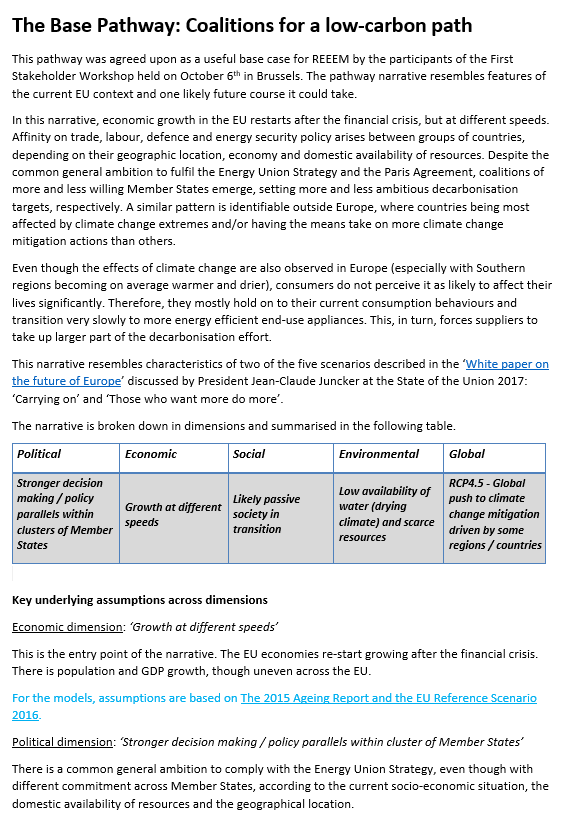 The Base Pathway: Coalitions for a low-carbon path
This pathway was agreed upon as a useful base case for REEEM by the participants of the First
Stakeholder Workshop held on October 6th in Brussels. The pathway narrative resembles features of
the current EU context and one likely future course it could take.
In this narrative, economic growth in the EU restarts after the financial crisis, but at different speeds.
Affinity on trade, labour, defence and energy security policy arises between groups of countries,
depending on their geographic location, economy and domestic availability of resources. Despite the
common general ambition to fulfil the Energy Union Strategy and the Paris Agreement, coalitions of
more and less willing Member States emerge, setting more and less ambitious decarbonisation
targets, respectively. A similar pattern is identifiable outside Europe, where countries being most
affected by climate change extremes and/or having the means take on more climate change
mitigation actions than others.
Even though the effects of climate change are also observed in Europe (especially with Southern
regions becoming on average warmer and drier), consumers do not perceive it as likely to affect their
lives significantly. Therefore, they mostly hold on to their current consumption behaviours and
transition very slowly to more energy efficient end-use appliances. This, in turn, forces suppliers to
take up larger part of the decarbonisation effort.
This narrative resembles characteristics of two of the five scenarios described in the ‘White paper on
the future of Europe’ discussed by President Jean-Claude Juncker at the State of the Union 2017:
‘Carrying on’ and ‘Those who want more do more’.
The narrative is broken down in dimensions and summarised in the following table.
Political Economic Social Environmental Global
Stronger decision
making / policy
parallels within
clusters of Member
States
Growth at different
speeds
Likely passive
society in
transition
Low availability of
water (drying
climate) and scarce
resources
RCP4.5 - Global
push to climate
change mitigation
driven by some
regions / countries
Key underlying assumptions across dimensions
Economic dimension: ‘Growth at different speeds’
This is the entry point of the narrative. The EU economies re-start growing after the financial crisis.
There is population and GDP growth, though uneven across the EU.
For the models, assumptions are based on The 2015 Ageing Report and the EU Reference Scenario
2016.
Political dimension: ‘Stronger decision making / policy parallels within cluster of Member States’
There is a common general ambition to comply with the Energy Union Strategy, even though with
different commitment across Member States, according to the current socio-economic situation, the
domestic availability of resources and the geographical location.